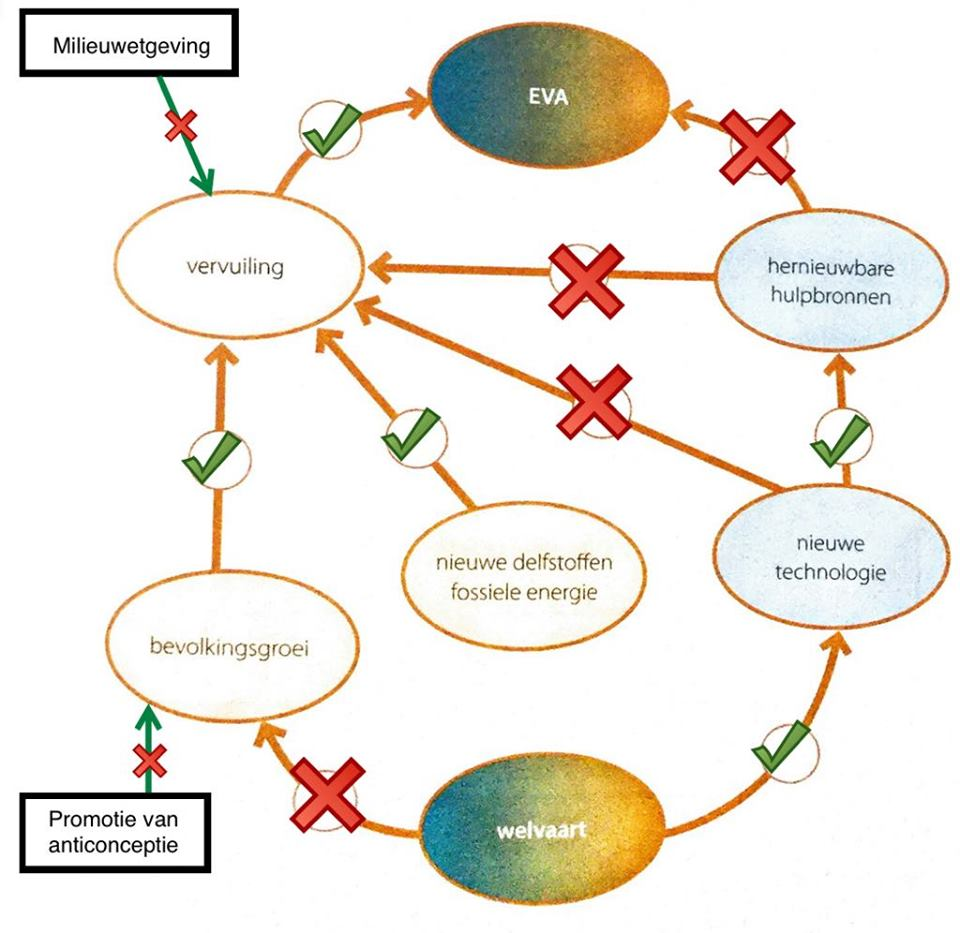 Milieuwetgeving
EVA
vervuiling
hernieuwbare
hulpbronnen
nieuwe delfstoffen
fossiele energie
nieuwe
technologie
bevolkingsgroei
Promotie van
anticonceptie
welvaart